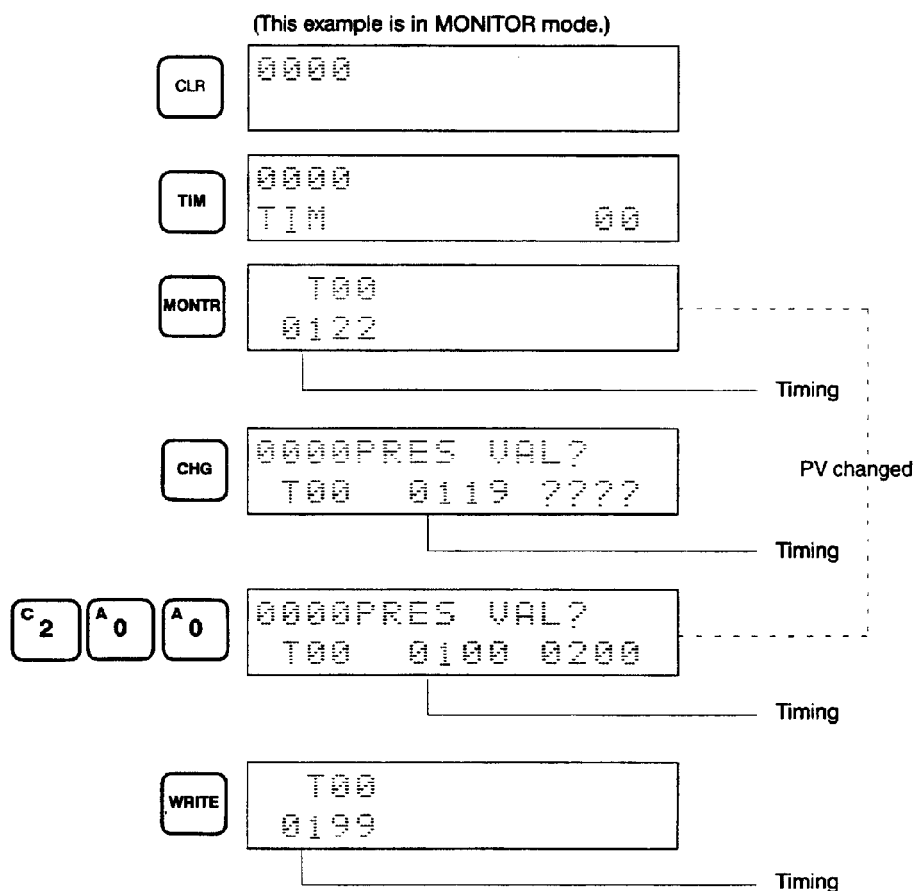 (This example is in MONITOR mode.)
CLR
0000
TIM
0000
TIM 00
MONTR
T00
0122
Timing
CHG
0000PRES VAL?
T00 0119 ????
PV changed
Timing
C 2 A 0 A 0
0000PRES VAL?
T00 0100 0200
Timing
WRITE
T00
0199
Timing